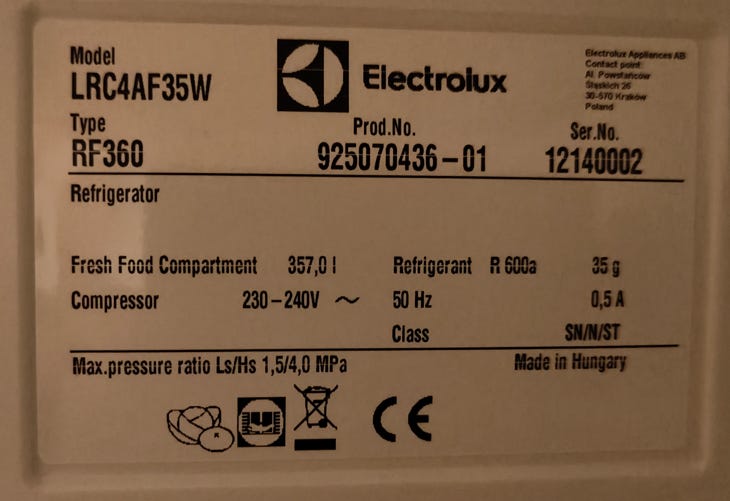 Model
LRC4AF35W
Electrolux
Electrolux Appliances AB
Contact point:
Al. Powstańców
Śląskich 26
30-570 Kraków
Poland
Type
RF360
Prod.No.
925070436-01
Ser.No.
12140002
Refrigerator
Fresh Food Compartment 357,0 l Refrigerant R 600a 35 g
Compressor 230-240V ~ 50 Hz 0,5 A
Class SN/N/ST
Max.pressure ratio Ls/Hs 1,5/4,0 MPa
Made in Hungary
CE